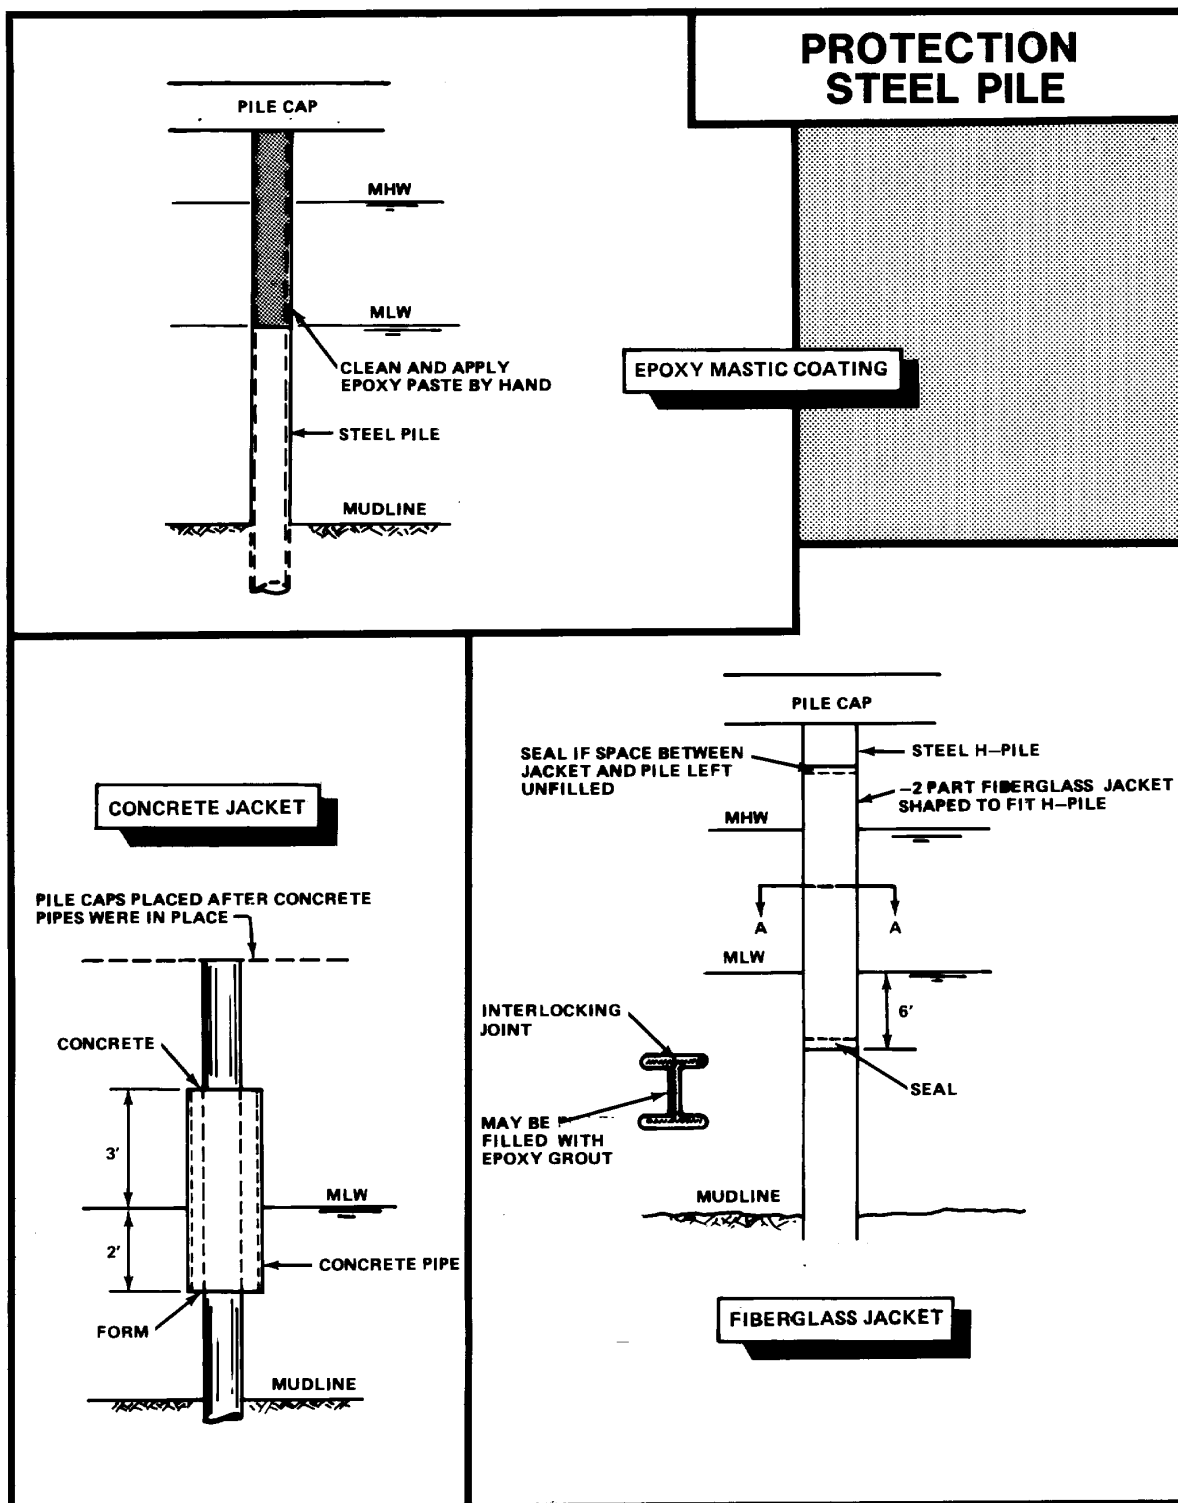 PROTECTION
STEEL PILE
PILE CAP
MHW
MLW
CLEAN AND APPLY
EPOXY PASTE BY HAND
STEEL PILE
MUDLINE
EPOXY MASTIC COATING
CONCRETE JACKET
PILE CAPS PLACED AFTER CONCRETE
PIPES WERE IN PLACE
CONCRETE
3'
MLW
2'
CONCRETE PIPE
FORM
MUDLINE
PILE CAP
SEAL IF SPACE BETWEEN
JACKET AND PILE LEFT
UNFILLED
STEEL H-PILE
-2 PART FIBERGLASS JACKET
SHAPED TO FIT H-PILE
MHW
A
A
MLW
6'
INTERLOCKING
JOINT
SEAL
MAY BE
FILLED WITH
EPOXY GROUT
MUDLINE
FIBERGLASS JACKET